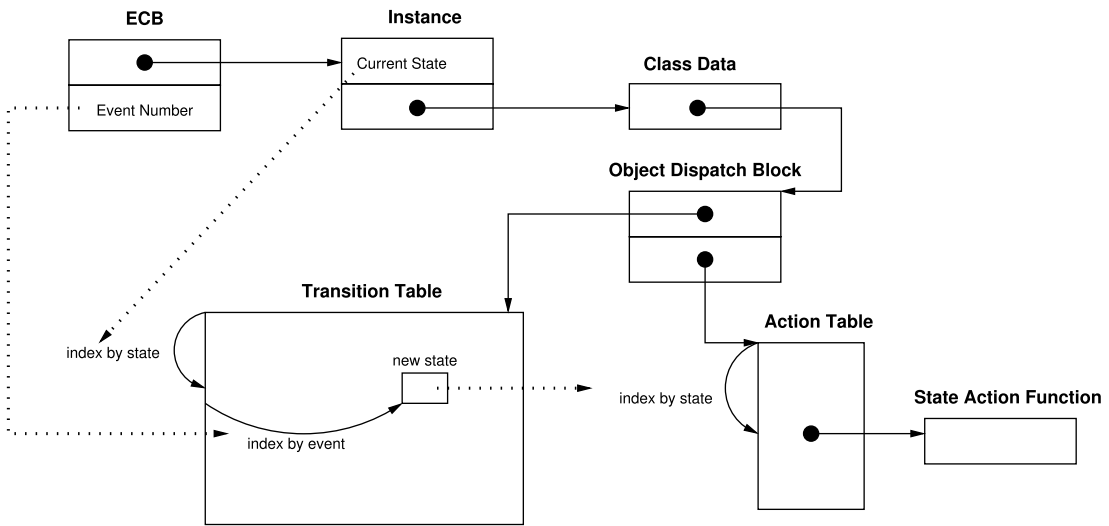 ECB
Instance
Current State
Class Data
Event Number
Object Dispatch Block
Transition Table
Action Table
index by state
new state
index by state
State Action Function
index by event